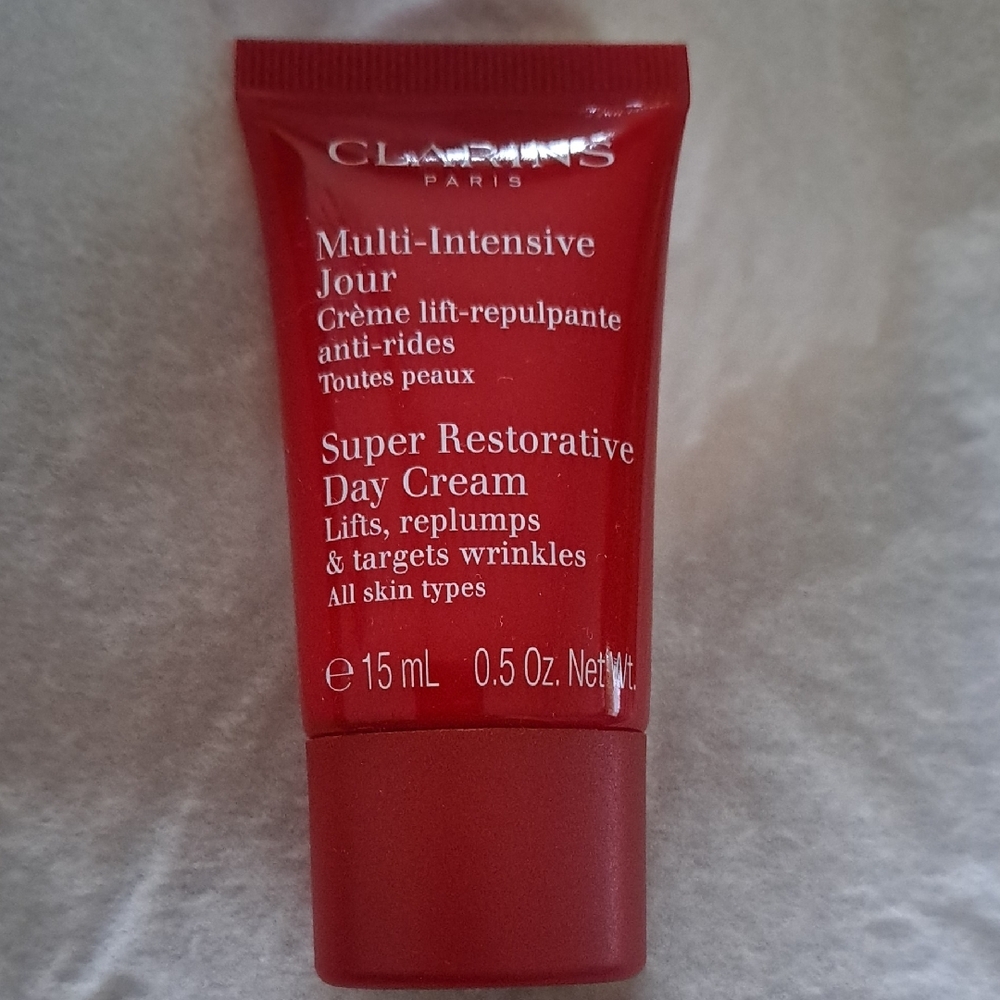 CLARINS
PARIS
Multi-Intensive
Jour
Crème lift-repulpante
anti-rides
Toutes peaux
Super Restorative
Day Cream
Lifts, replumps
& targets wrinkles
All skin types
℮ 15 mL 0.5 Oz. Net Wt.